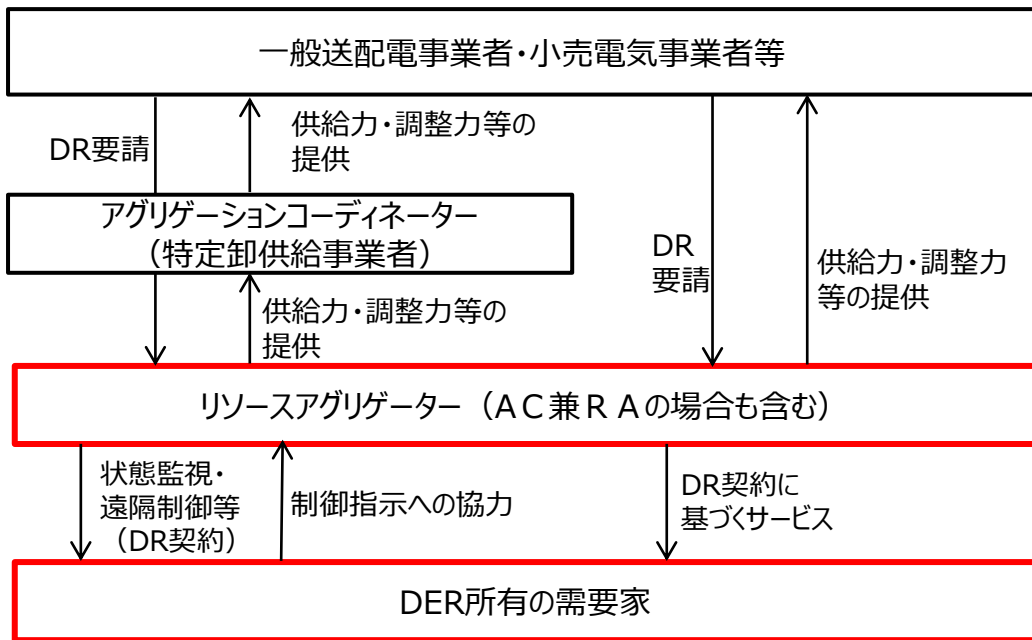 一般送配電事業者・小売電気事業者等
DR要請
供給力・調整力等の
提供
アグリゲーションコーディネーター
（特定卸供給事業者）
DR
要請
供給力・調整力
等の提供
供給力・調整力等の
提供
リソースアグリゲーター（ＡＣ兼ＲＡの場合も含む）
状態監視・
遠隔制御等
（DR契約）
制御指示への協力
DR契約に
基づくサービス
DER所有の需要家